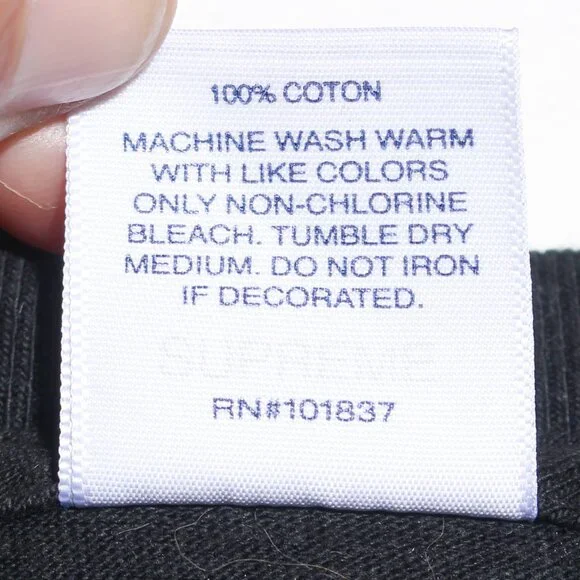 100% COTON
MACHINE WASH WARM
WITH LIKE COLORS
ONLY NON-CHLORINE
BLEACH. TUMBLE DRY
MEDIUM. DO NOT IRON
IF DECORATED.
SUPREME
RN#101837